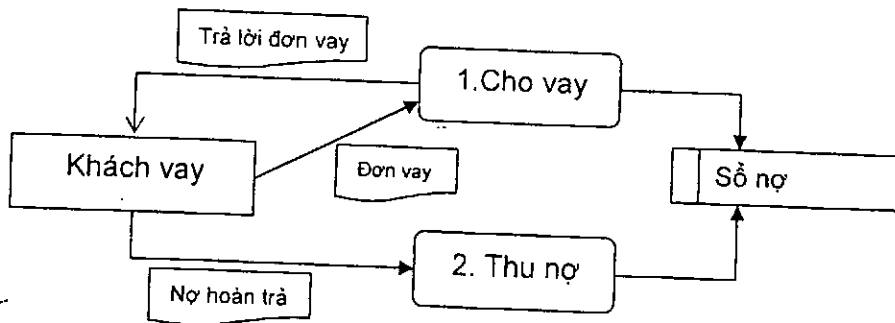 Trả lời đơn vay
1.Cho vay
Khách vay
Đơn vay
Sổ nợ
2. Thu nợ
Nợ hoàn trả